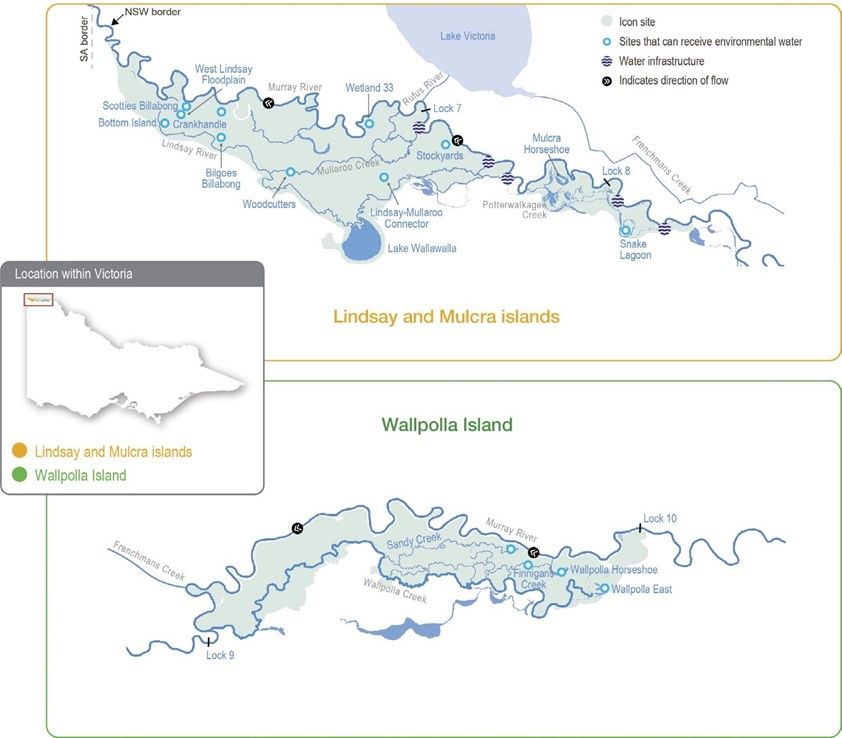 NSW border
SA border
Lake Victoria
Icon site
Sites that can receive environmental water
Water infrastructure
Indicates direction of flow
West Lindsay
Floodplain
Murray River
Wetland 33
Rufus River
Lock 7
Scotties Billabong
Bottom Island
Crankhandle
Lindsay River
Bilgoes
Billabong
Woodcutters
Mullaroo Creek
Stockyards
Lindsay-Mullaroo
Connector
Lake Wallawalla
Mulcra
Horseshoe
Lock 8
Frenchmans Creek
Potterwalkagee
Creek
Snake
Lagoon
Location within Victoria
Lindsay and Mulcra islands
Lindsay and Mulcra islands
Wallpolla Island
Wallpolla Island
Lock 10
Murray River
Sandy Creek
Frenchmans Creek
Finnigans
Creek
Wallpolla Horseshoe
Wallpolla East
Wallpolla Creek
Lock 9